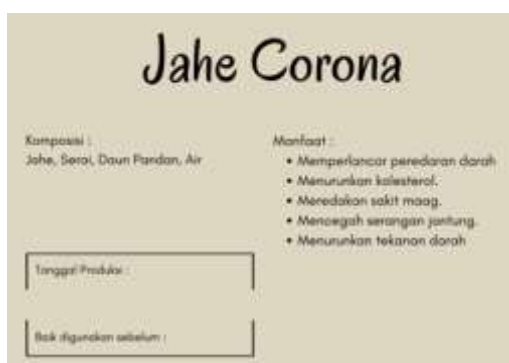 Jahe Corona
Komposisi :
Jahe, Serai, Daun Pandan, Air
Manfaat :
• Memperlancar peredaran darah
• Menurunkan kolesterol.
• Meredakan sakit maag.
• Mencegah serangan jantung.
• Menurunkan tekanan darah
Tanggal Produksi :
Baik digunakan sebelum :